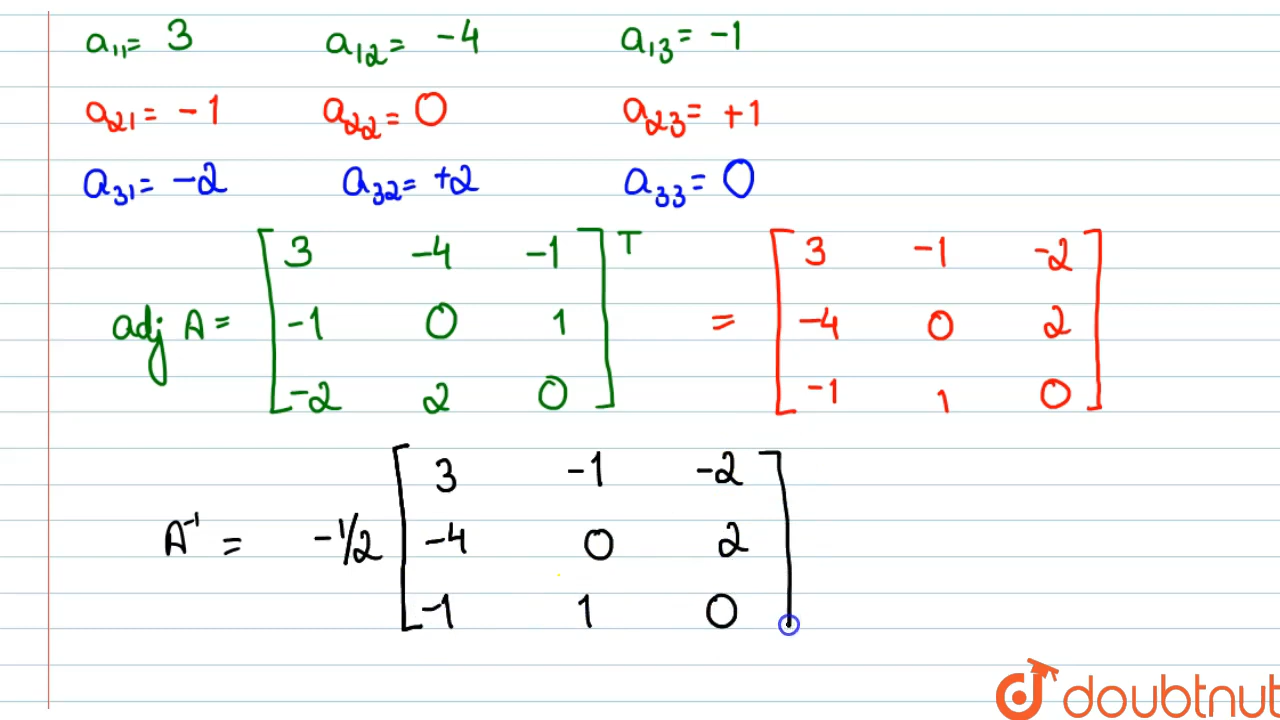 a₁₁= 3 a₁₂= -4 a₁₃= -1
a₂₁= -1 a₂₂= 0 a₂₃= +1
a₃₁= -2 a₃₂= +2 a₃₃= 0
3 -4 -1 T 3 -1 -2
adj A= -1 0 1 = -4 0 2
-2 2 0 -1 1 0
3 -1 -2
A⁻¹ = -1/2 -4 0 2
-1 1 0
doubtnut